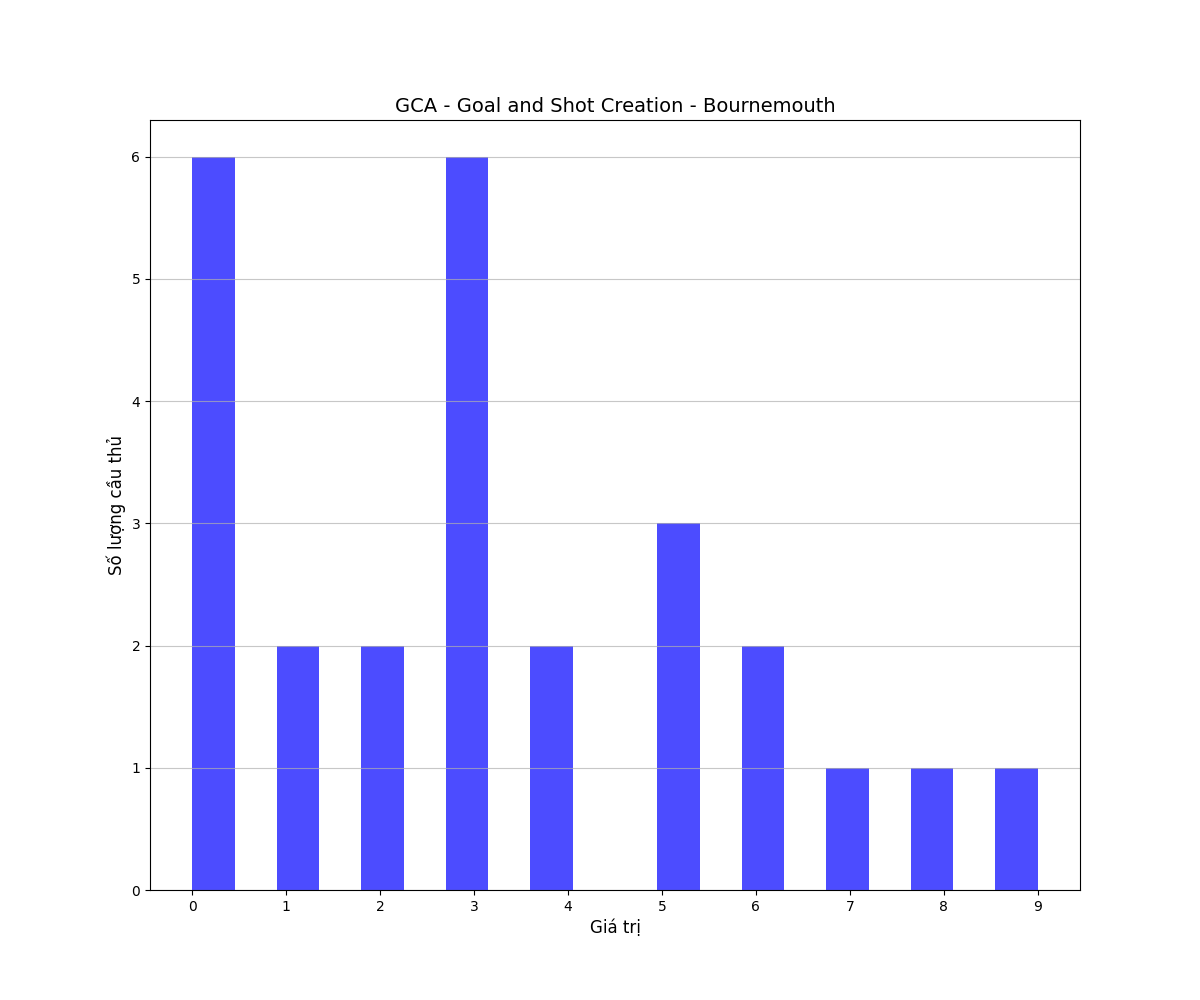 GCA - Goal and Shot Creation - Bournemouth
Số lượng cầu thủ
6
5
4
3
2
1
0
0 1 2 3 4 5 6 7 8 9
Giá trị